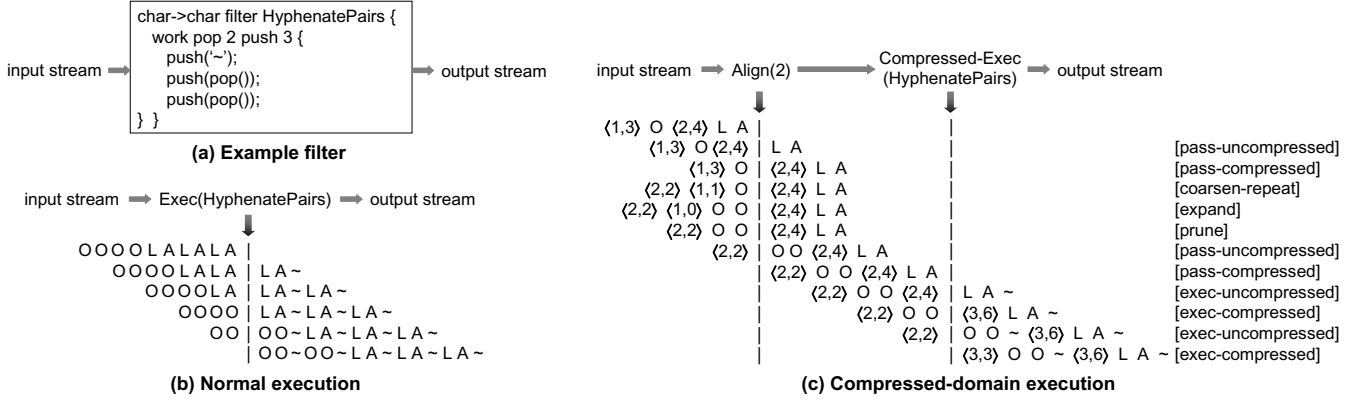 char->char filter HyphenatePairs {
work pop 2 push 3 {
push(‘~’);
push(pop());
push(pop());
} }
input stream
output stream
(a) Example filter
input stream
Exec(HyphenatePairs)
output stream
O O O O L A L A L A |
O O O O L A L A | L A ~
O O O O L A | L A ~ L A ~
O O O O | L A ~ L A ~ L A ~
O O | O O ~ L A ~ L A ~ L A ~
| O O ~ O O ~ L A ~ L A ~ L A ~
(b) Normal execution
input stream
Align(2)
Compressed-Exec
(HyphenatePairs)
output stream
⟨1,3⟩ O ⟨2,4⟩ L A | |
⟨1,3⟩ O ⟨2,4⟩ | L A | [pass-uncompressed]
⟨1,3⟩ O | ⟨2,4⟩ L A | [pass-compressed]
⟨2,2⟩ ⟨1,1⟩ O | ⟨2,4⟩ L A | [coarsen-repeat]
⟨2,2⟩ ⟨1,0⟩ O O | ⟨2,4⟩ L A | [expand]
⟨2,2⟩ O O | ⟨2,4⟩ L A | [prune]
⟨2,2⟩ | O O ⟨2,4⟩ L A | [pass-uncompressed]
| ⟨2,2⟩ O O ⟨2,4⟩ L A | [pass-compressed]
| ⟨2,2⟩ O O ⟨2,4⟩ | L A ~ [exec-uncompressed]
| ⟨2,2⟩ O O | ⟨3,6⟩ L A ~ [exec-compressed]
| ⟨2,2⟩ | O O ~ ⟨3,6⟩ L A ~ [exec-uncompressed]
| | ⟨3,3⟩ O O ~ ⟨3,6⟩ L A ~ [exec-compressed]
(c) Compressed-domain execution